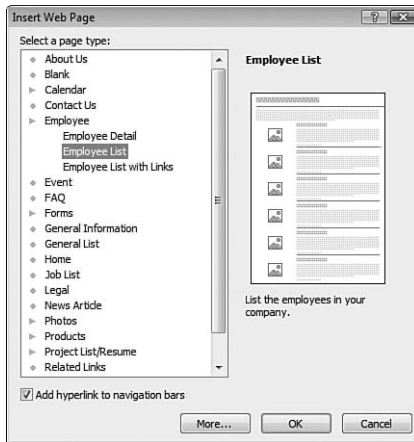 Insert Web Page
Select a page type:
About Us
Blank
Calendar
Contact Us
Employee
Employee Detail
Employee List
Employee List with Links
Event
FAQ
Forms
General Information
General List
Home
Job List
Legal
News Article
Photos
Products
Project List/Resume
Related Links
Employee List
List the employees in your
company.
Add hyperlink to navigation bars
More...
OK
Cancel